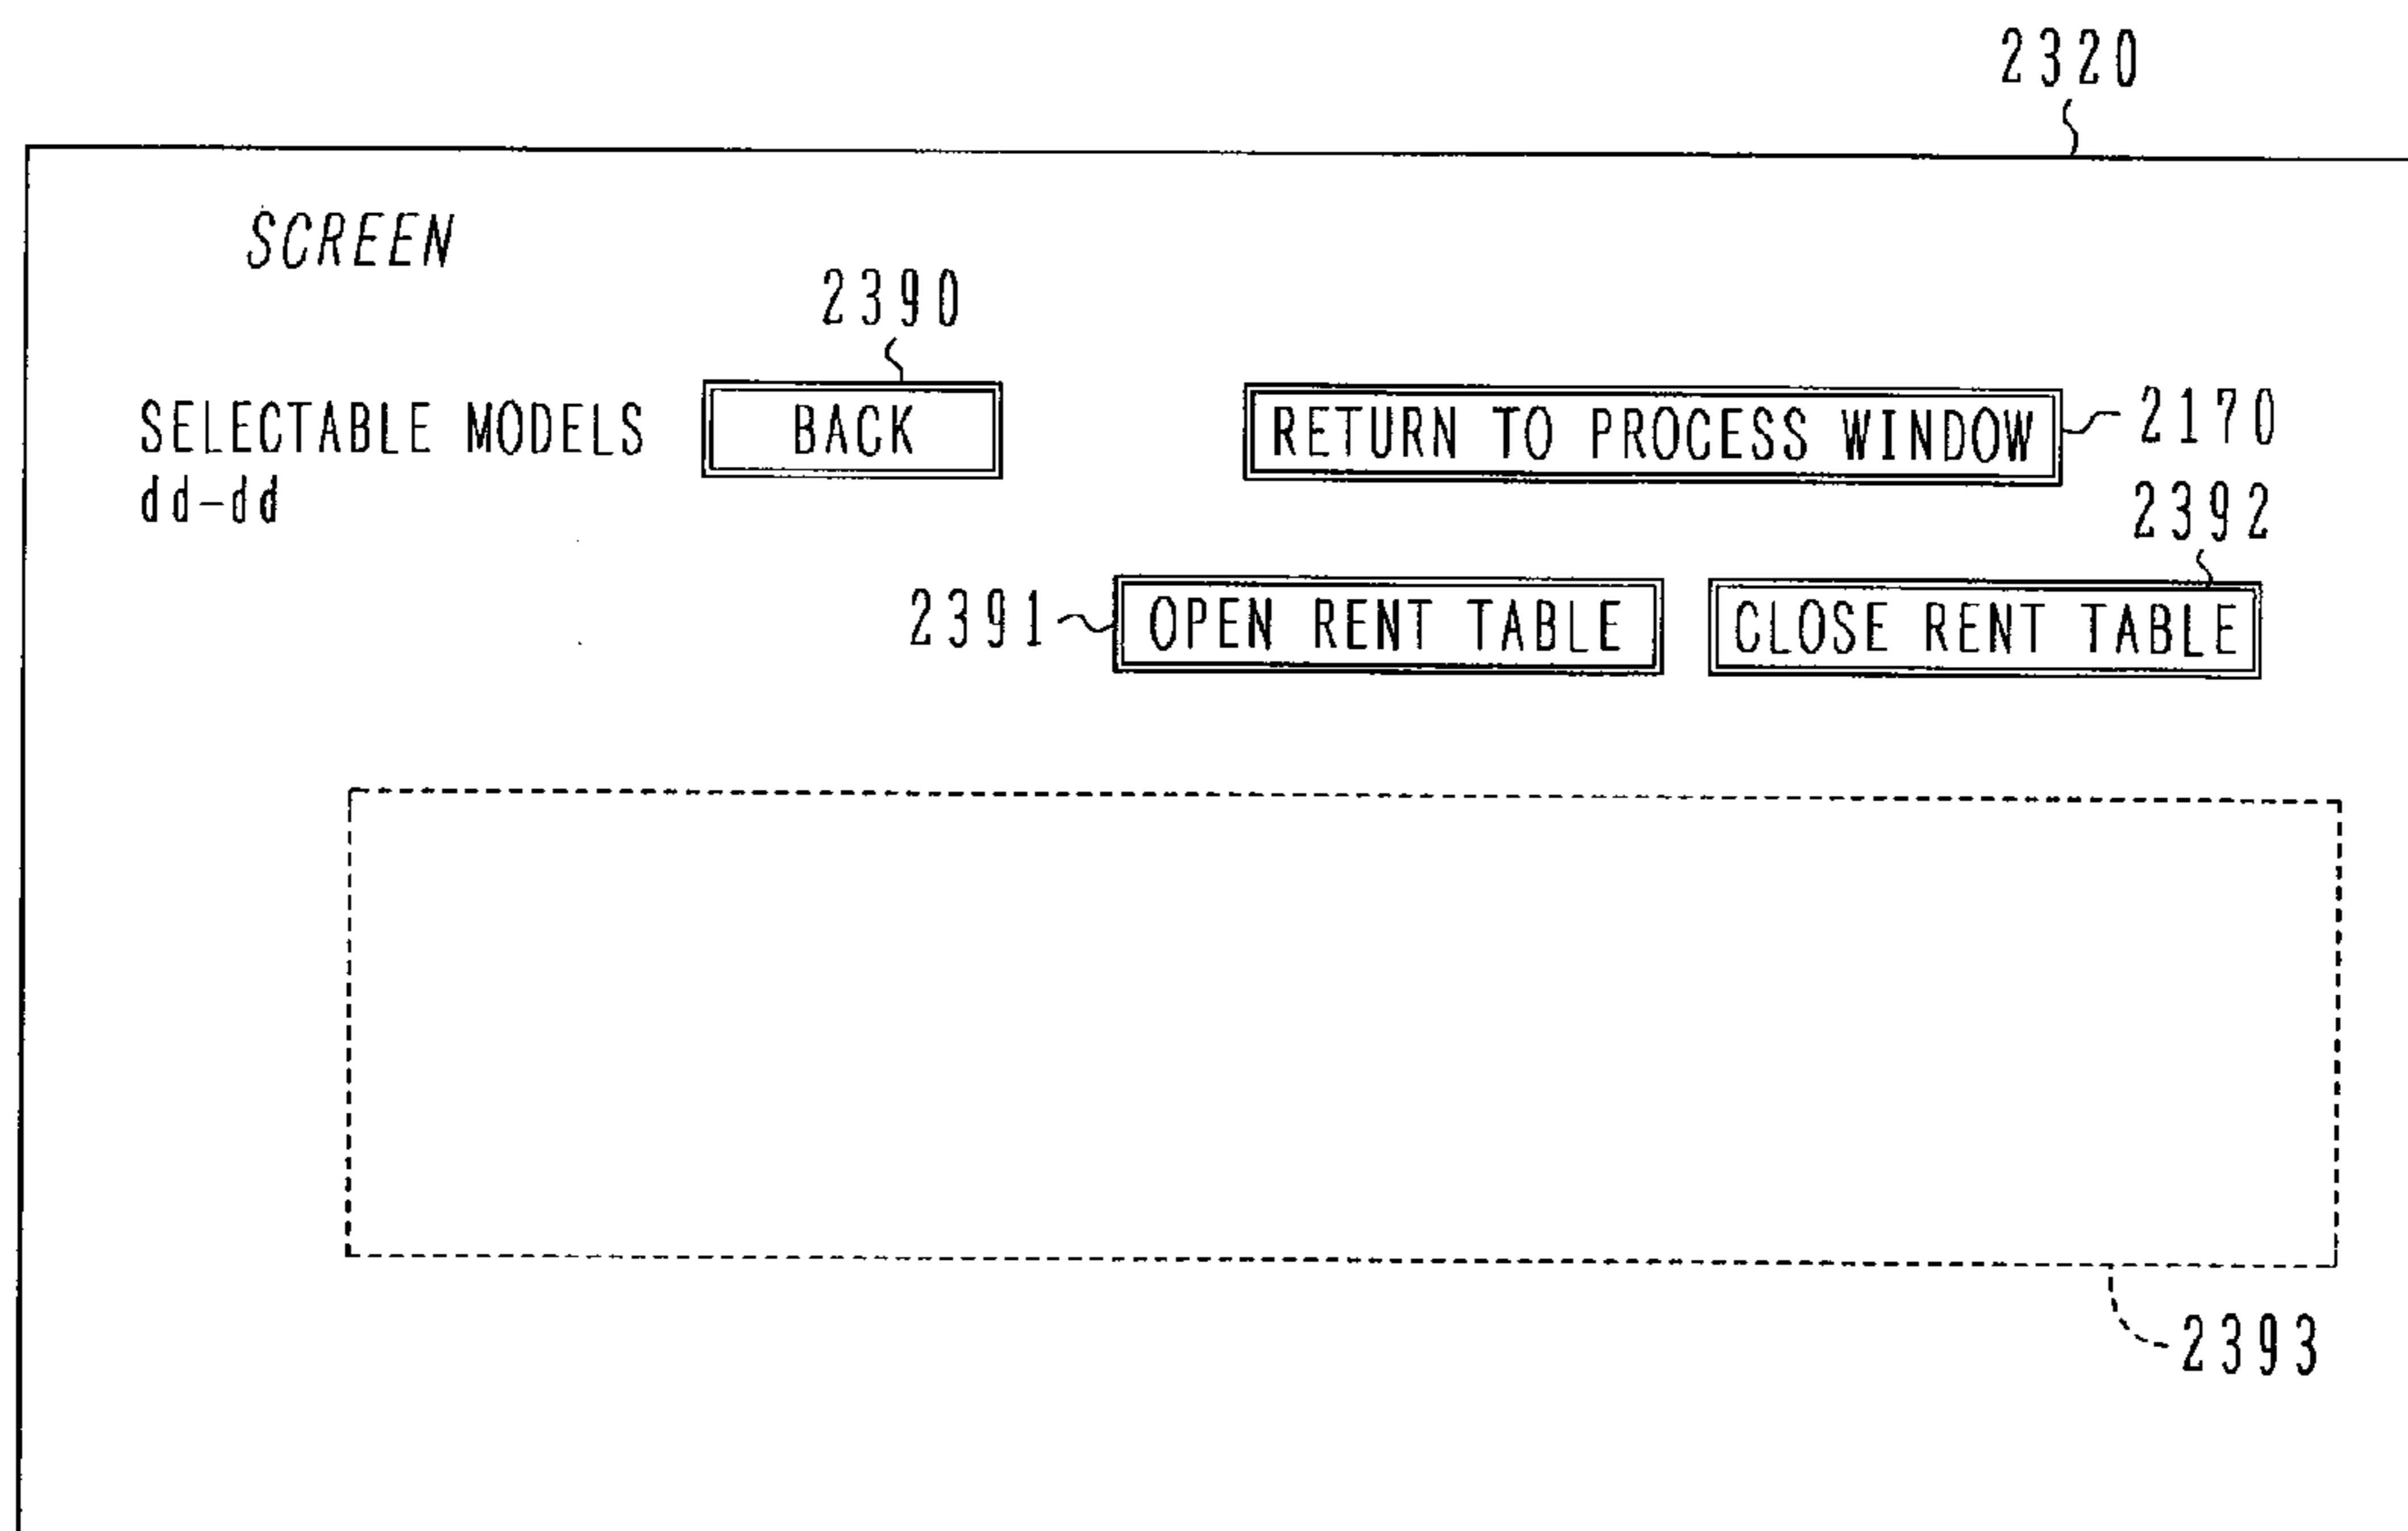 2320
SCREEN
2390
SELECTABLE MODELS BACK RETURN TO PROCESS WINDOW 2170
dd-dd
2392
2391 OPEN RENT TABLE CLOSE RENT TABLE
2393